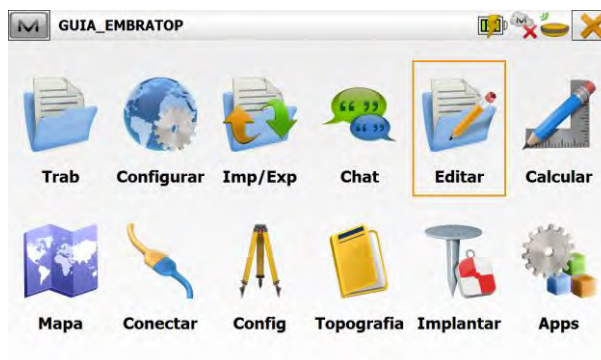 GUIA_EMBRATOP
Trab Configurar Imp/Exp Chat Editar Calcular
Mapa Conectar Config Topografia Implantar Apps